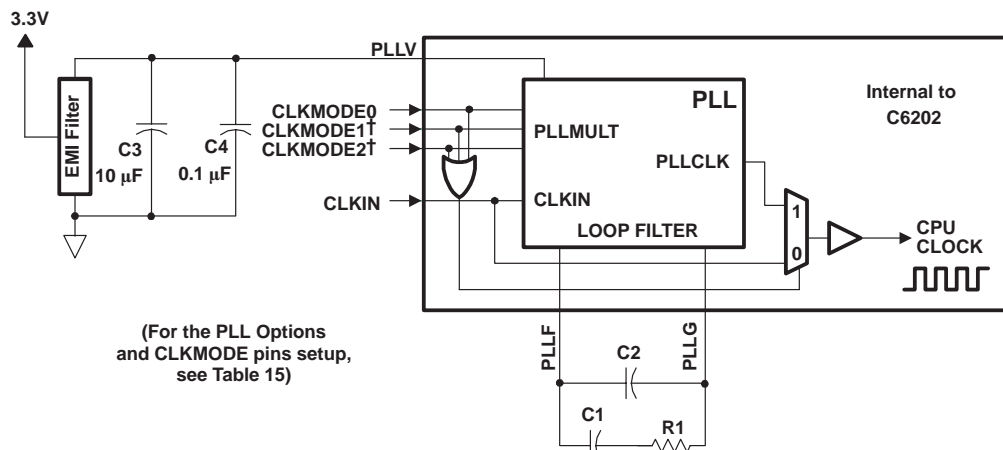 3.3V
PLLV
EMI Filter
C3
10 µF
C4
0.1 µF
CLKMODE0
CLKMODE1†
CLKMODE2†
CLKIN
PLL
PLLMULT
PLLCLK
CLKIN
LOOP FILTER
Internal to
C6202
1
0
CPU
CLOCK
(For the PLL Options
and CLKMODE pins setup,
see Table 15)
PLLF
PLLG
C2
C1
R1